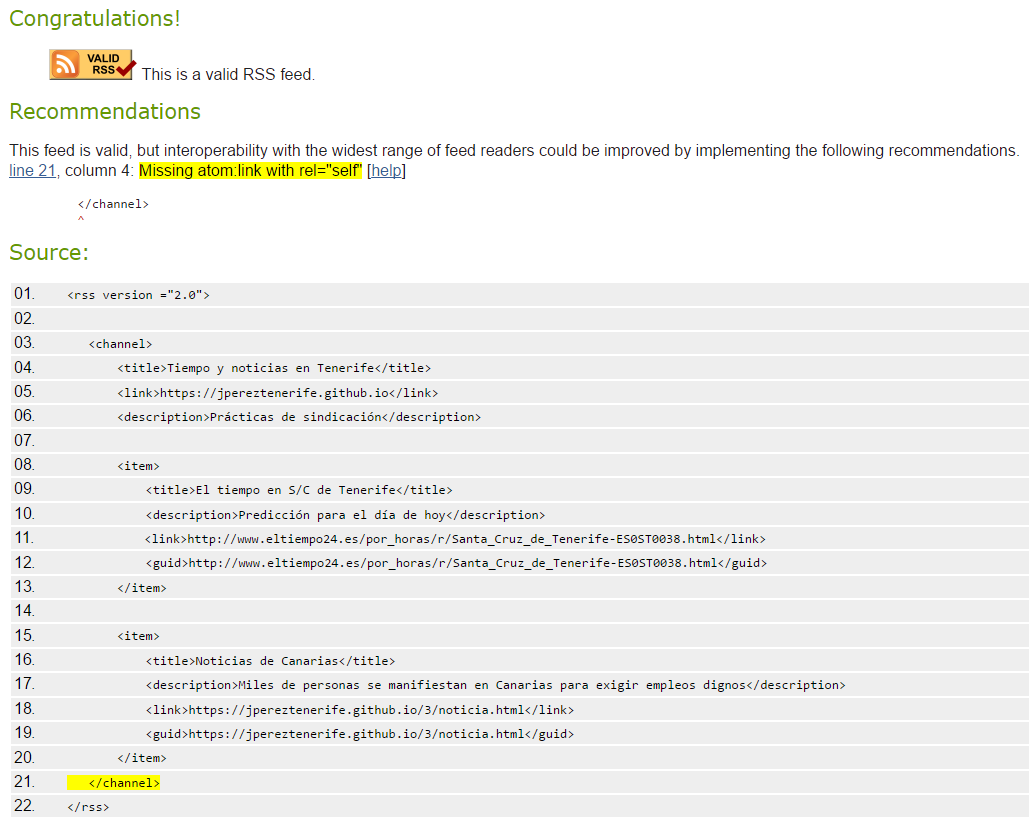 Congratulations!
VALID
RSS
This is a valid RSS feed.
Recommendations
This feed is valid, but interoperability with the widest range of feed readers could be improved by implementing the following recommendations.
line 21, column 4: Missing atom:link with rel="self" [help]
</channel>
^
Source:
01. <rss version ="2.0">
02.
03. <channel>
04. <title>Tiempo y noticias en Tenerife</title>
05. <link>https://jpereztenerife.github.io</link>
06. <description>Prácticas de sindicación</description>
07.
08. <item>
09. <title>El tiempo en S/C de Tenerife</title>
10. <description>Predicción para el día de hoy</description>
11. <link>http://www.eltiempo24.es/por_horas/r/Santa_Cruz_de_Tenerife-ES0ST0038.html</link>
12. <guid>http://www.eltiempo24.es/por_horas/r/Santa_Cruz_de_Tenerife-ES0ST0038.html</guid>
13. </item>
14.
15. <item>
16. <title>Noticias de Canarias</title>
17. <description>Miles de personas se manifiestan en Canarias para exigir empleos dignos</description>
18. <link>https://jpereztenerife.github.io/3/noticia.html</link>
19. <guid>https://jpereztenerife.github.io/3/noticia.html</guid>
20. </item>
21. </channel>
22. </rss>